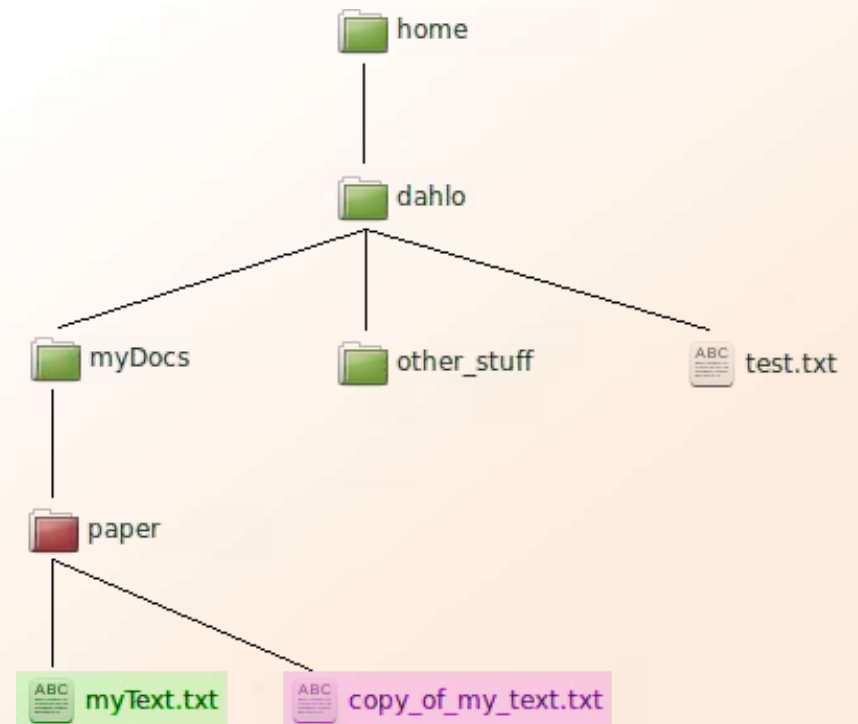 home
dahlo
myDocs
other_stuff
ABC
test.txt
paper
ABC
myText.txt
ABC
copy_of_my_text.txt